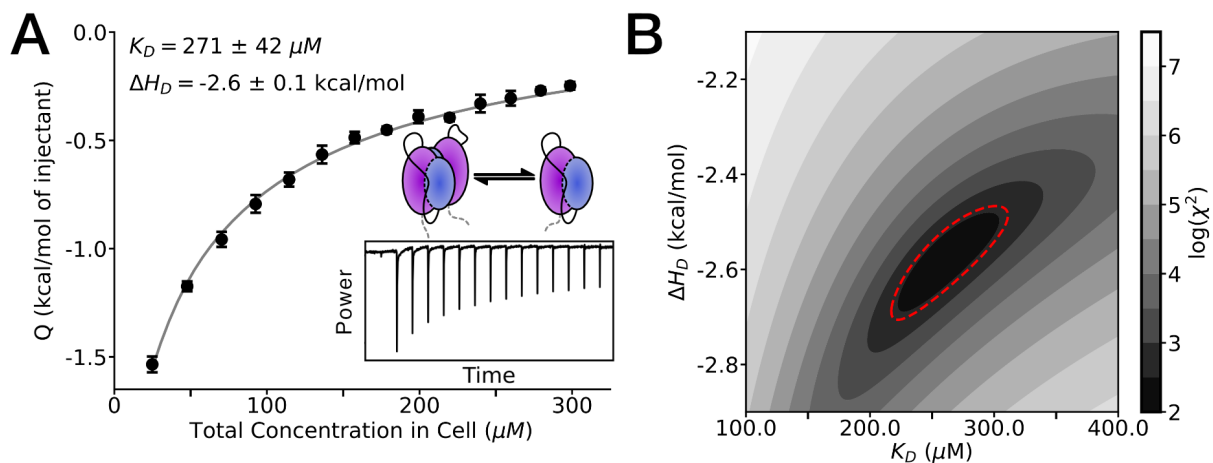 A
K_D = 271 ± 42 μM
ΔH_D = -2.6 ± 0.1 kcal/mol
Q (kcal/mol of injectant)
0.0
-0.5
-1.0
-1.5
0
100
200
300
Total Concentration in Cell (μM)
Power
Time
B
ΔH_D (kcal/mol)
-2.2
-2.4
-2.6
-2.8
100.0
200.0
300.0
400.0
K_D (μM)
7
6
5
4
3
2
log(χ²)